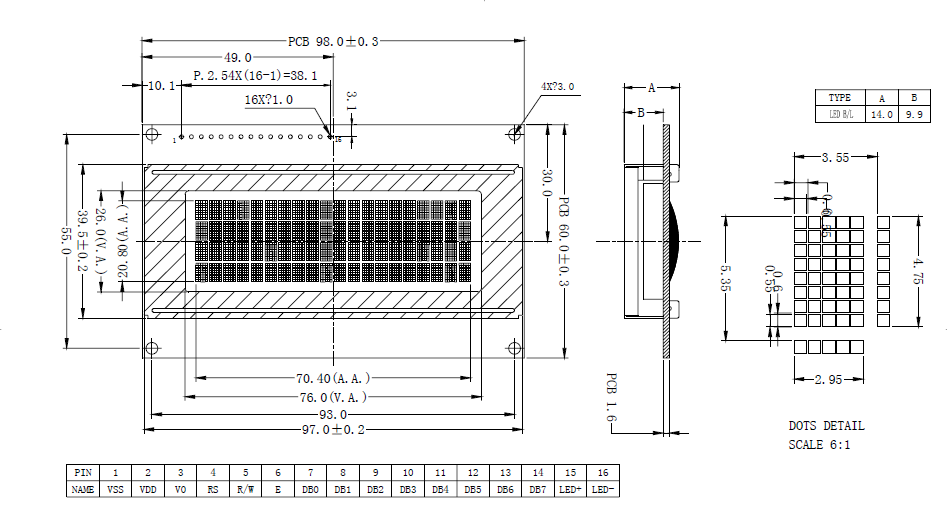 PCB 98.0±0.3
49.0
P.2.54X(16-1)=38.1
10.1
16X?1.0
3.1
4X?3.0
1
16
A
B
TYPE A B
LED B/L 14.0 9.9
3.55
0.6
0.55
30.0
PCB 60.0±0.3
55.0
39.5±0.2
26.0(V.A.)
20.80(A.A.)
5.35
0.55
0.6
4.75
2.95
70.40(A.A.)
76.0(V.A.)
93.0
97.0±0.2
PCB 1.6
DOTS DETAIL
SCALE 6:1
PIN 1 2 3 4 5 6 7 8 9 10 11 12 13 14 15 16
NAME VSS VDD V0 RS R/W E DB0 DB1 DB2 DB3 DB4 DB5 DB6 DB7 LED+ LED-